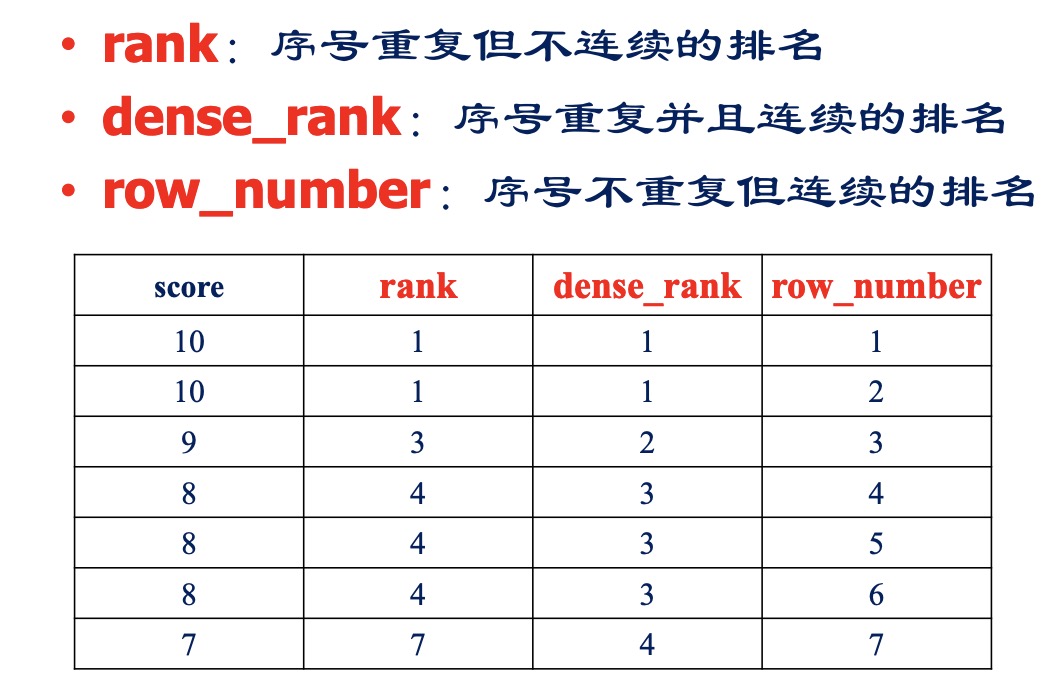 • rank：序号重复但不连续的排名
• dense_rank：序号重复并且连续的排名
• row_number：序号不重复但连续的排名
score rank dense_rank row_number
10 1 1 1
10 1 1 2
9 3 2 3
8 4 3 4
8 4 3 5
8 4 3 6
7 7 4 7